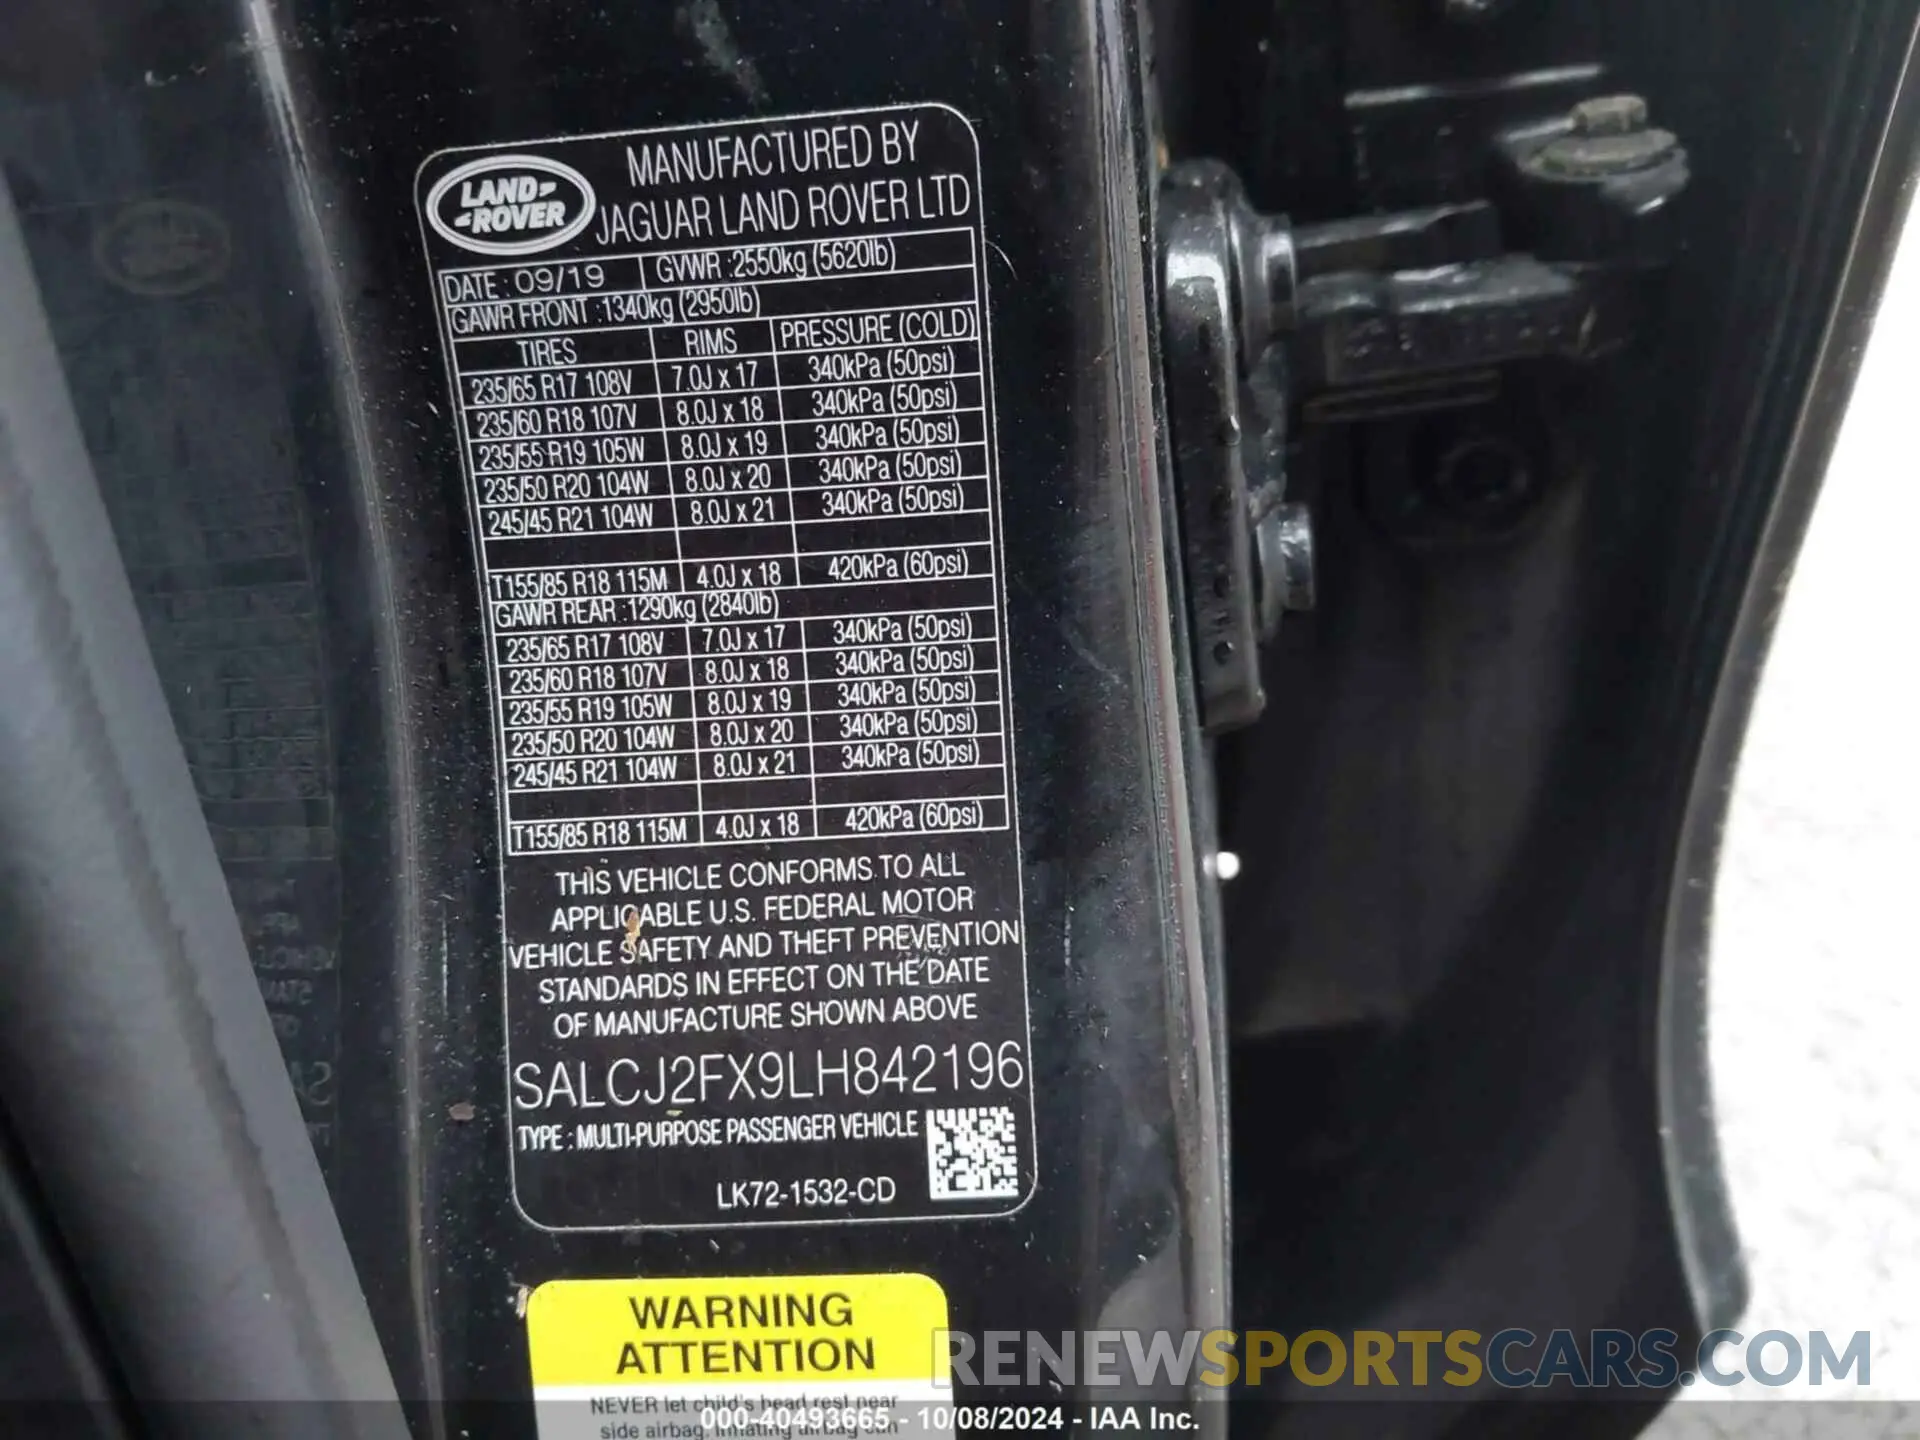 LAND-
-ROVER
MANUFACTURED BY
JAGUAR LAND ROVER LTD
DATE : 09/19 GVWR :2550kg (5620lb)
GAWR FRONT :1340kg (2950lb)
TIRES RIMS PRESSURE (COLD)
235/65 R17 108V 7.0J x 17 340kPa (50psi)
235/60 R18 107V 8.0J x 18 340kPa (50psi)
235/55 R19 105W 8.0J x 19 340kPa (50psi)
235/50 R20 104W 8.0J x 20 340kPa (50psi)
245/45 R21 104W 8.0J x 21 340kPa (50psi)
T155/85 R18 115M 4.0J x 18 420kPa (60psi)
GAWR REAR :1290kg (2840lb)
235/65 R17 108V 7.0J x 17 340kPa (50psi)
235/60 R18 107V 8.0J x 18 340kPa (50psi)
235/55 R19 105W 8.0J x 19 340kPa (50psi)
235/50 R20 104W 8.0J x 20 340kPa (50psi)
245/45 R21 104W 8.0J x 21 340kPa (50psi)
T155/85 R18 115M 4.0J x 18 420kPa (60psi)
THIS VEHICLE CONFORMS TO ALL
APPLICABLE U.S. FEDERAL MOTOR
VEHICLE SAFETY AND THEFT PREVENTION
STANDARDS IN EFFECT ON THE DATE
OF MANUFACTURE SHOWN ABOVE
SALCJ2FX9LH842196
TYPE : MULTI-PURPOSE PASSENGER VEHICLE
LK72-1532-CD
WARNING
ATTENTION
NEVER let child's head rest near
side airbag. Inflating airbag can
RENEWSPORTSCARS.COM
000-40493665 - 10/08/2024 - IAA Inc.